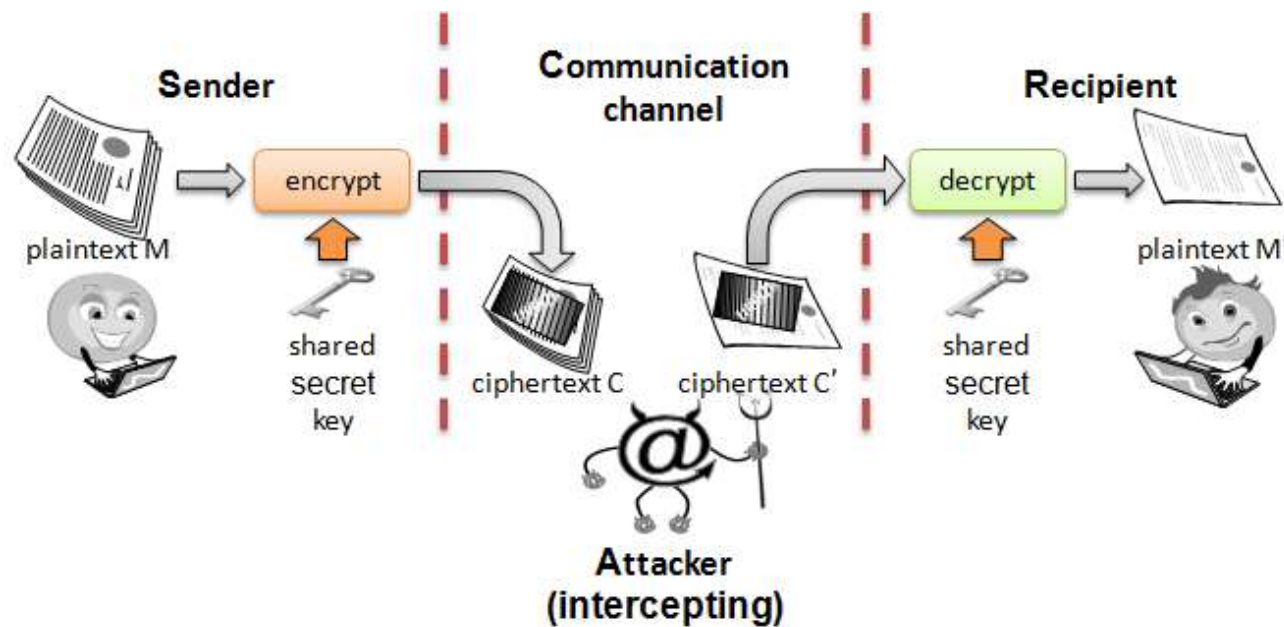 Sender
Communication
channel
Recipient
encrypt
decrypt
plaintext M
shared
secret
key
ciphertext C
ciphertext C’
shared
secret
key
plaintext M'
@
Attacker
(intercepting)